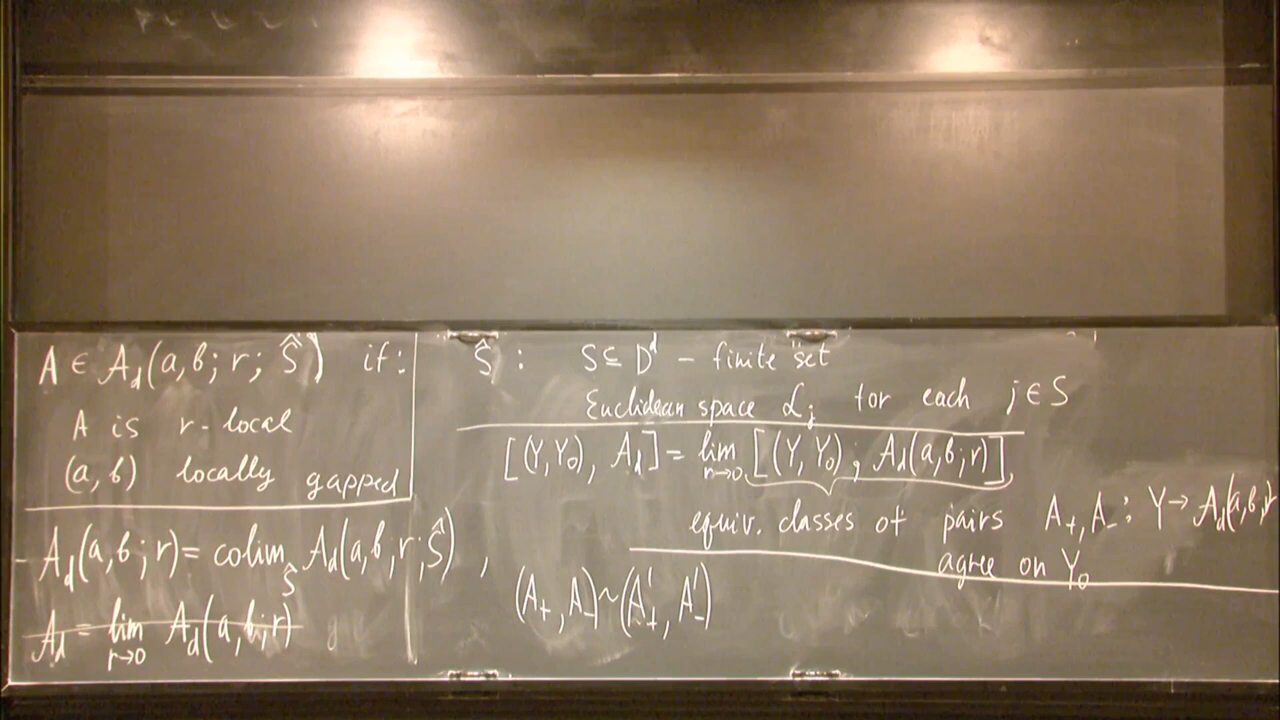 A ∈ A_d(a,b; r; Ŝ) if:
A is r-local
(a, b) locally gapped
A_d(a,b; r) = colim_Ŝ A_d(a,b,r;Ŝ),
A_d = lim_{r→0} A_d(a,b;r)
Ŝ : S ⊆ D^d – finite set
Euclidean space L_j for each j ∈ S
[(Y,Y_0), A_d] = lim_{r→0} [(Y,Y_0), A_d(a,b;r)],
equiv. classes of pairs A_+, A_- : Y → A_d(a,b,r
agree on Y_0
(A_+, A_-) ~ (A'_+, A'_-)